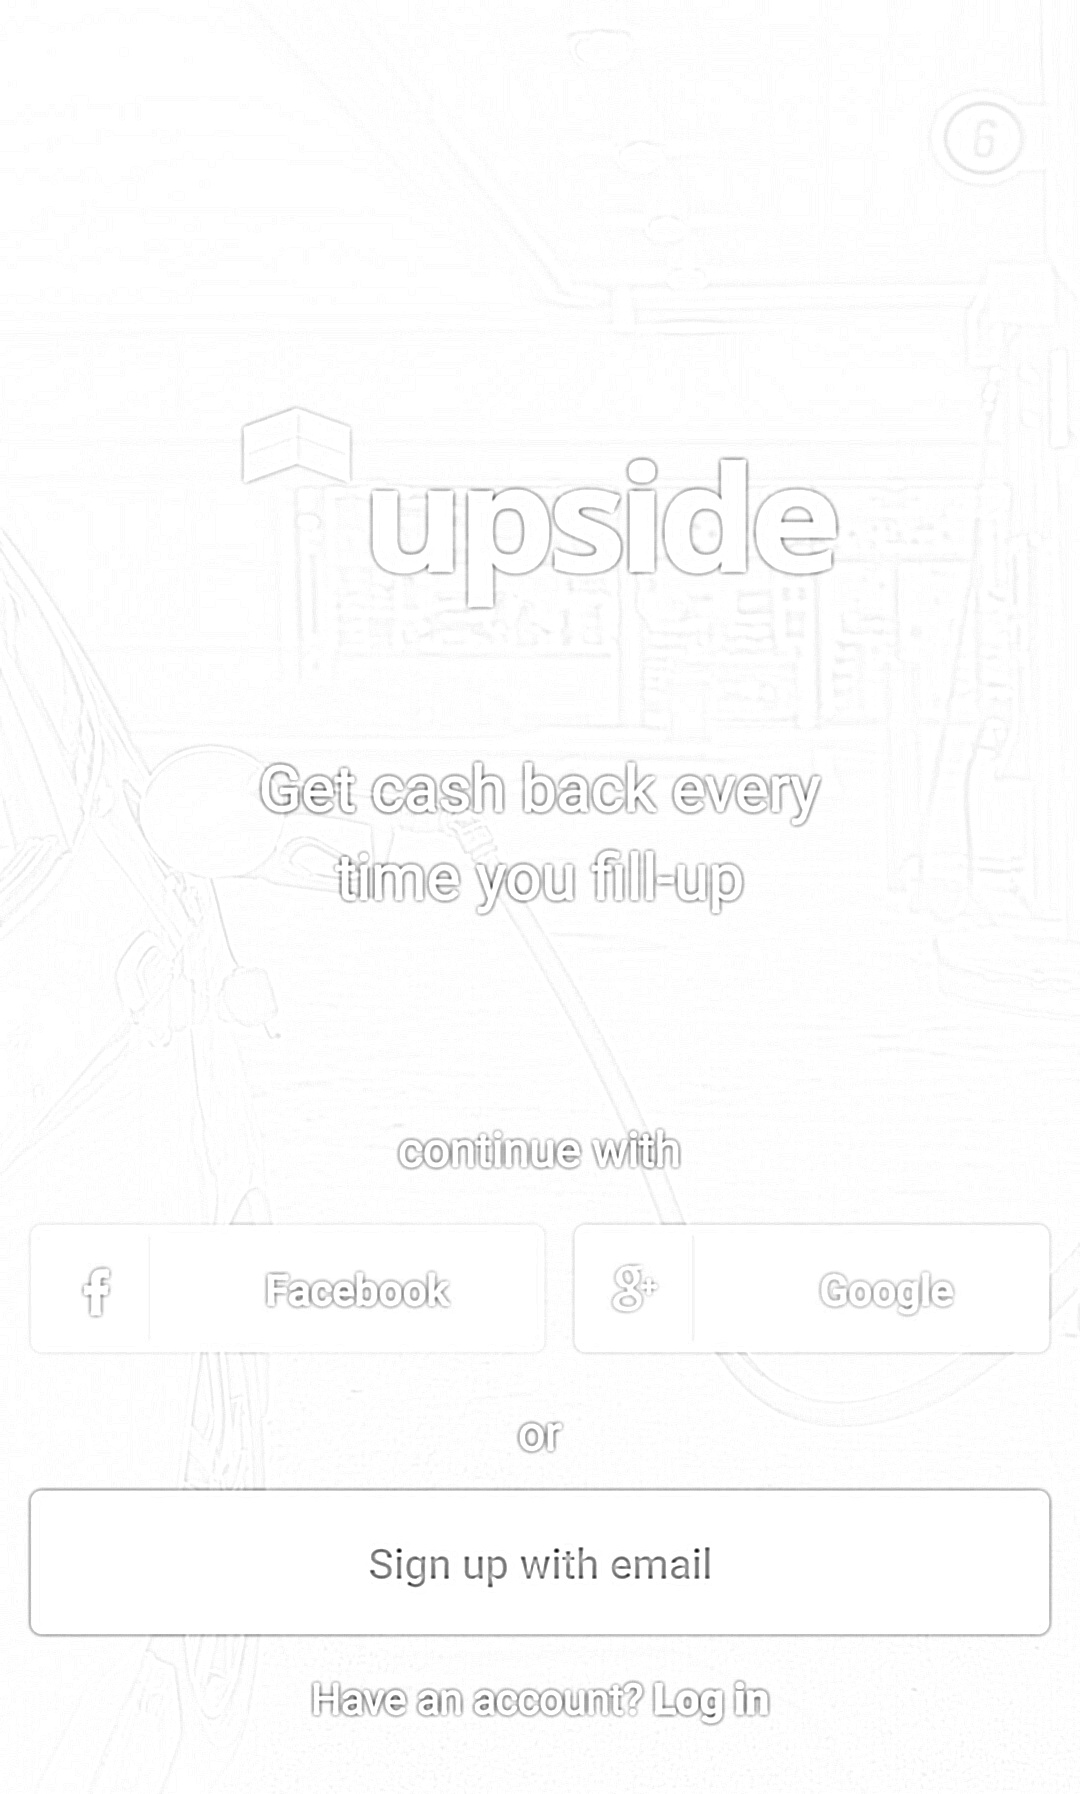 6
upside
Get cash back every
time you fill-up
continue with
f Facebook
g+ Google
or
Sign up with email
Have an account? Log in